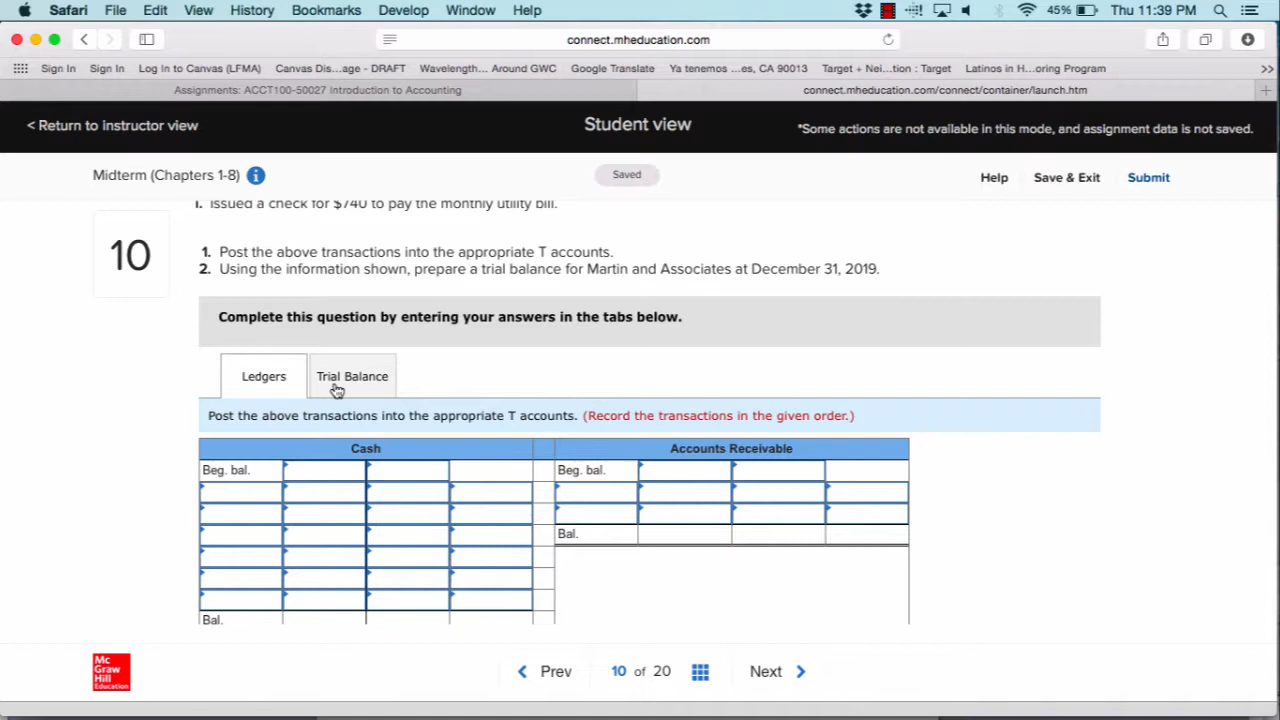 Safari File Edit View History Bookmarks Develop Window Help 45% Thu 11:39 PM
connect.mheducation.com
Sign In Sign In Log In to Canvas (LFMA) Canvas Dis...age - DRAFT Wavelength... Around GWC Google Translate Ya tenemos ...es, CA 90013 Target + Nei...tion : Target Latinos in H...oring Program >>
Assignments: ACCT100-50027 Introduction to Accounting connect.mheducation.com/connect/container/launch.htm
< Return to instructor view Student view *Some actions are not available in this mode, and assignment data is not saved.
Midterm (Chapters 1-8) i Saved Help Save & Exit Submit
i. Issued a check for $740 to pay the monthly utility bill.
10
1. Post the above transactions into the appropriate T accounts.
2. Using the information shown, prepare a trial balance for Martin and Associates at December 31, 2019.
Complete this question by entering your answers in the tabs below.
Ledgers Trial Balance
Post the above transactions into the appropriate T accounts. (Record the transactions in the given order.)
Cash Accounts Receivable
Beg. bal. Beg. bal.
Bal.
Bal.
Mc
Graw
Hill
Education
Prev 10 of 20 Next